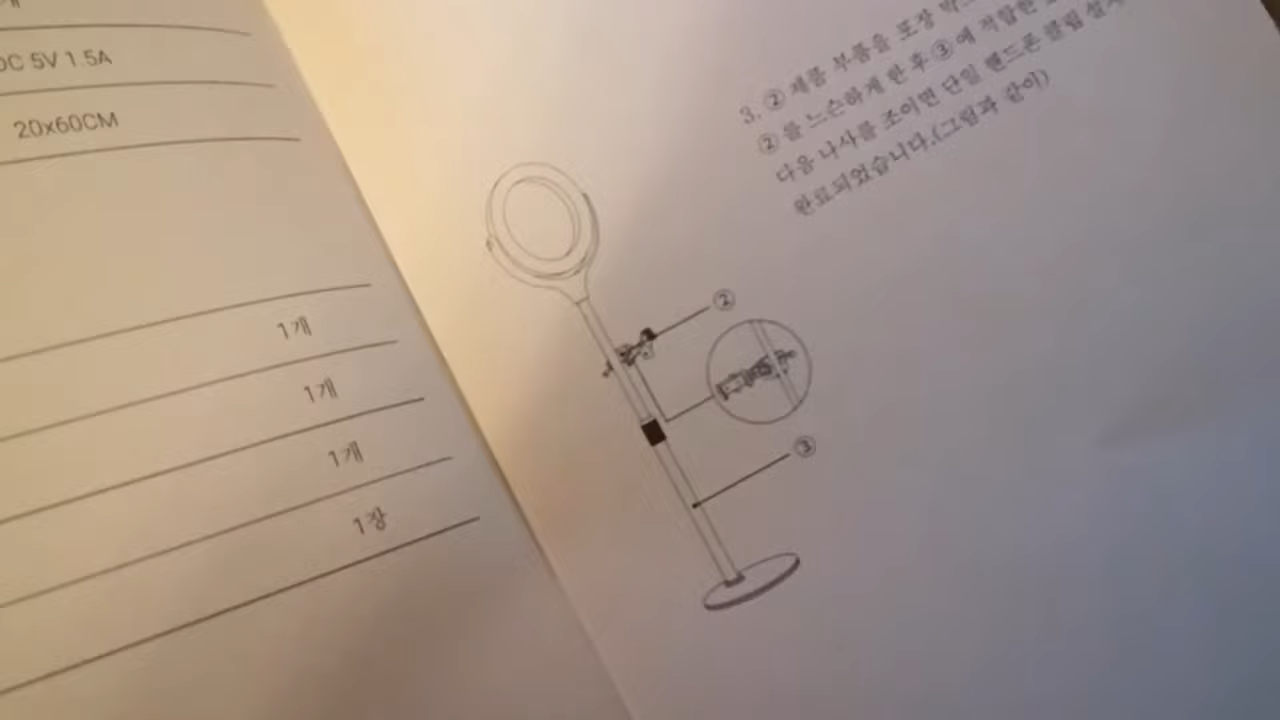 DC 5V 1.5A
20x60CM
1개
1개
1개
1장
3. ② 제품 부품을 포장
②를 느슨하게 한 후 ③에 적합한
다음 나사를 조이면 단일 핸드폰 클립
완료되었습니다.(그림과 같이)
②
③